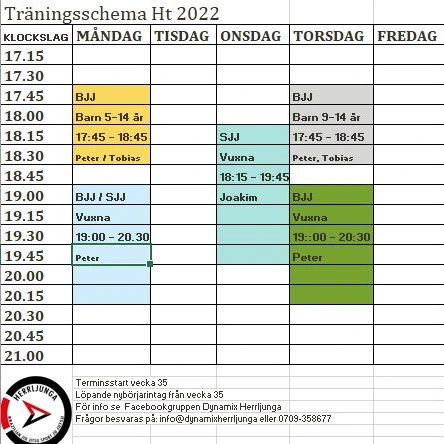 Träningsschema Ht 2022
KLOCKSLAG MÅNDAG TISDAG ONSDAG TORSDAG FREDAG
17.15
17.30
17.45 BJJ BJJ
18.00 Barn 5-14 år Barn 9-14 år
18.15 17:45 - 18:45 SJJ 17:45 - 18:45
18.30 Peter / Tobias Vuxna Peter, Tobias
18.45 18:15 - 19:45
19.00 BJJ / SJJ Joakim BJJ
19.15 Vuxna Vuxna
19.30 19:00 - 20.30 19::00 - 20:30
19.45 Peter Peter
20.00
20.15
20.30
20.45
21.00
HERRLJUNGA
Terminsstart vecka 35
Löpande nybörjarintag från vecka 35
För info se Facebookgruppen Dynamix Herrljunga
Frågor besvaras på: info@dynamixherrljunga eller 0709-358677